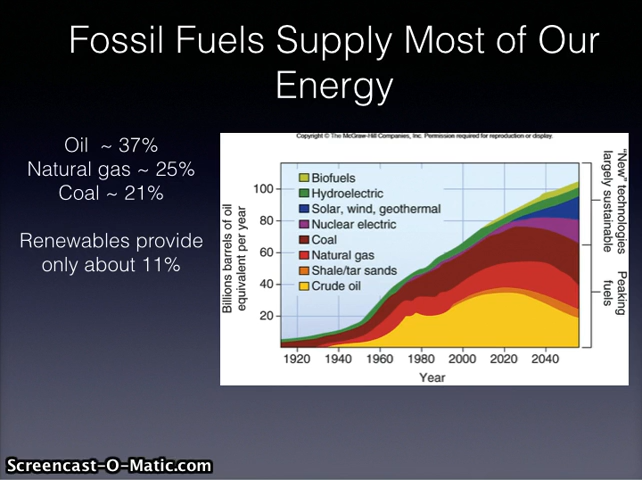 Fossil Fuels Supply Most of Our
Energy
Oil ~ 37%
Natural gas ~ 25%
Coal ~ 21%
Renewables provide
only about 11%
Copyright © The McGraw-Hill Companies, Inc. Permission required for reproduction or display.
Billions barrels of oil
equivalent per year
100
80
60
40
20
Biofuels
Hydroelectric
Solar, wind, geothermal
Nuclear electric
Coal
Natural gas
Shale/tar sands
Crude oil
"New" technologies
largely sustainable
Peaking
fuels
1920 1940 1960 1980 2000 2020 2040
Year
Screencast-O-Matic.com